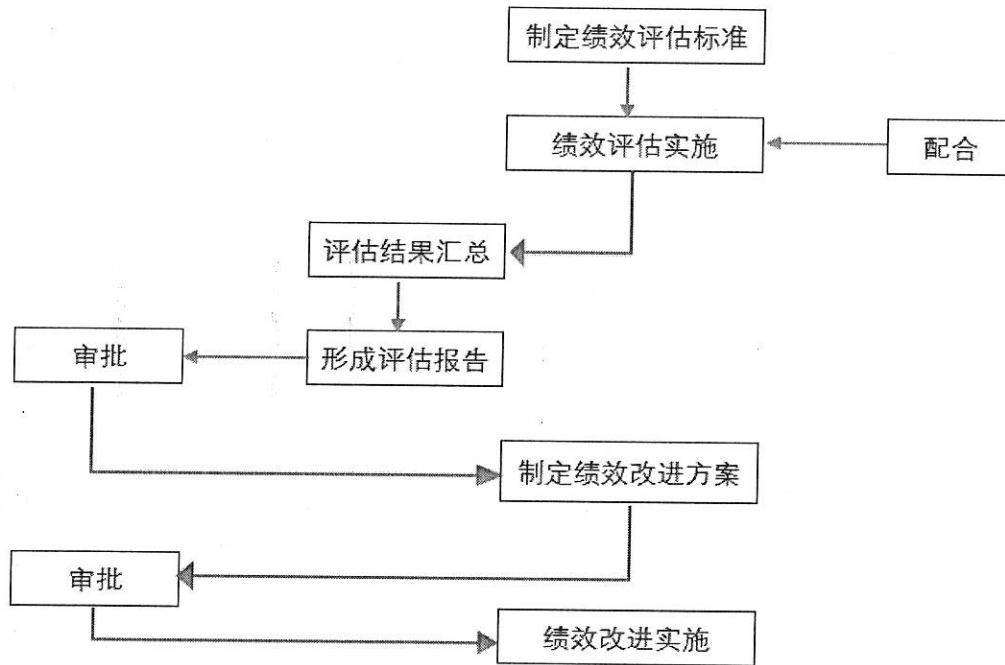 制定绩效评估标准
绩效评估实施
配合
评估结果汇总
审批
形成评估报告
制定绩效改进方案
审批
绩效改进实施